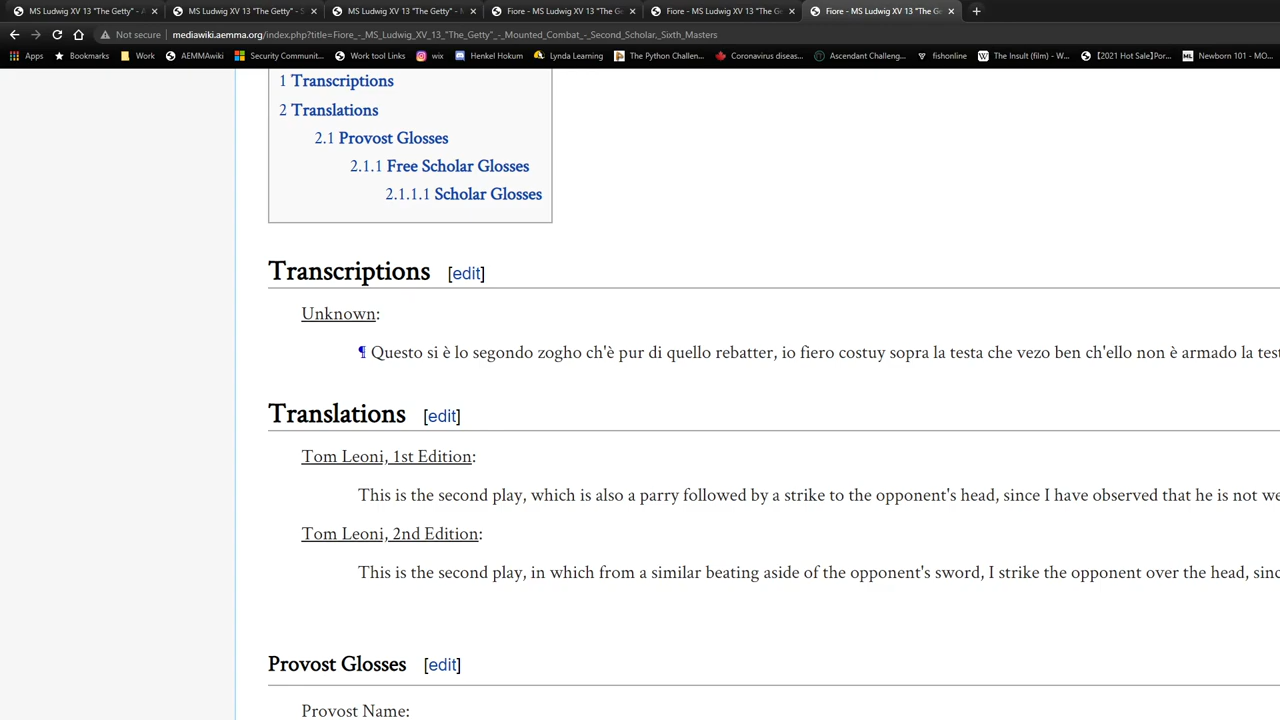 MS Ludwig XV 13 "The Getty" - A
MS Ludwig XV 13 "The Getty" - S
MS Ludwig XV 13 "The Getty" - M
Fiore - MS Ludwig XV 13 "The Ge
Fiore - MS Ludwig XV 13 "The Ge
Fiore - MS Ludwig XV 13 "The Ge
Not secure mediawiki.aemma.org/index.php?title=Fiore_-_MS_Ludwig_XV_13_"The_Getty"_-_Mounted_Combat_-_Second_Scholar,_Sixth_Masters
Apps Bookmarks Work AEMMAwiki Security Communit... Work tool Links wix Henkel Hokum Lynda Learning The Python Challen... Coronavirus diseas... Ascendant Challeng... fishonline The Insult (film) - W... 【2021 Hot Sale】Por... Newborn 101 - MO...
1 Transcriptions
2 Translations
2.1 Provost Glosses
2.1.1 Free Scholar Glosses
2.1.1.1 Scholar Glosses
Transcriptions [edit]
Unknown:
¶ Questo si è lo segondo zogho ch'è pur di quello rebatter, io fiero costuy sopra la testa che vezo ben ch'ello non è armado la test
Translations [edit]
Tom Leoni, 1st Edition:
This is the second play, which is also a parry followed by a strike to the opponent's head, since I have observed that he is not we
Tom Leoni, 2nd Edition:
This is the second play, in which from a similar beating aside of the opponent's sword, I strike the opponent over the head, sinc
Provost Glosses [edit]
Provost Name: